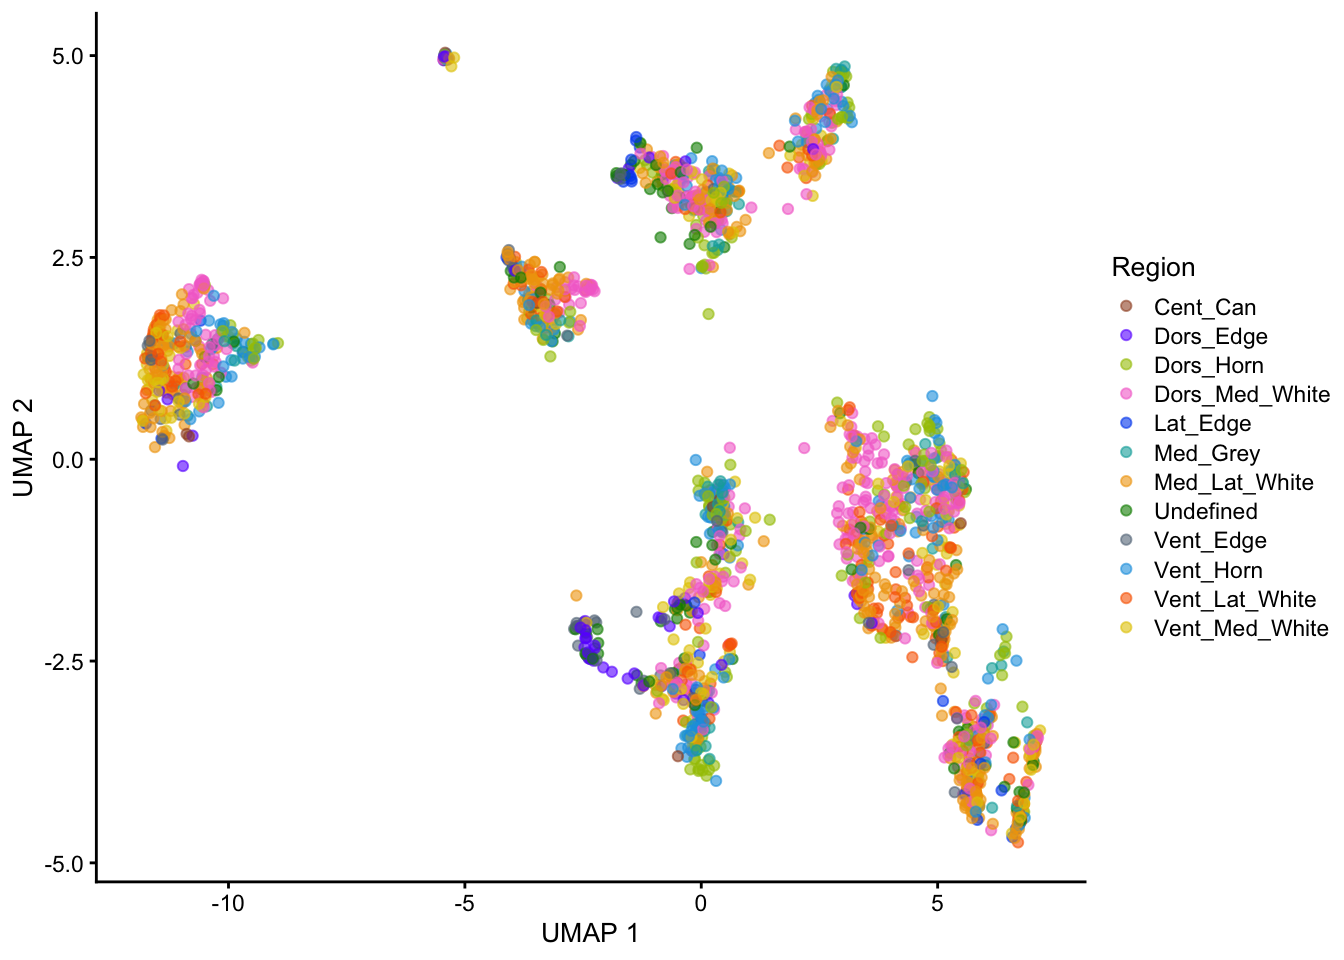 5.0
2.5
0.0
-2.5
-5.0
UMAP 2
-10
-5
0
5
UMAP 1
Region
Cent_Can
Dors_Edge
Dors_Horn
Dors_Med_White
Lat_Edge
Med_Grey
Med_Lat_White
Undefined
Vent_Edge
Vent_Horn
Vent_Lat_White
Vent_Med_White